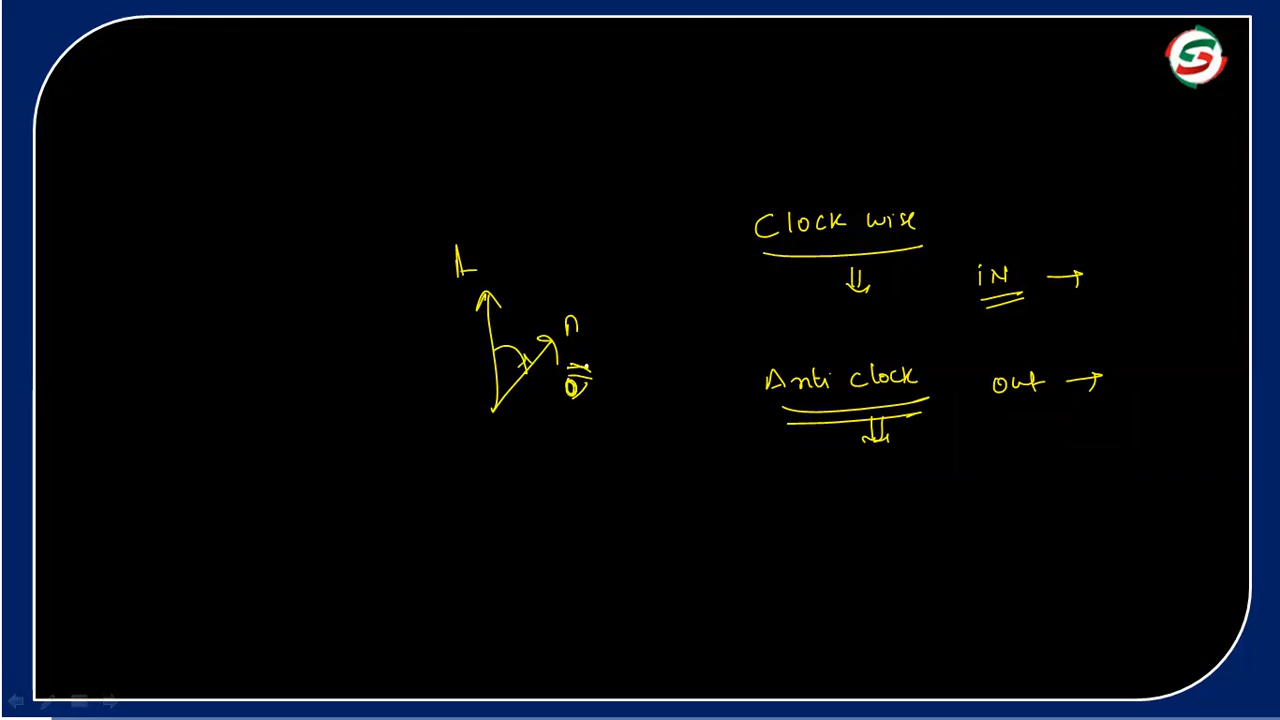 Clock wise
iN →
Anti clock
out →